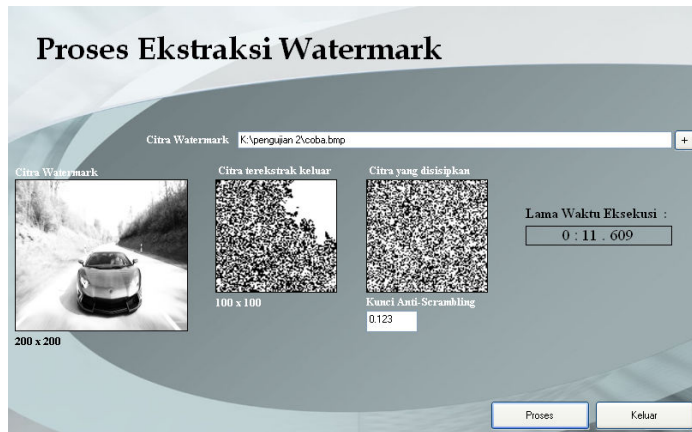 Proses Ekstraksi Watermark
Citra Watermark K:\pengujian 2\coba.bmp +
Citra Watermark Citra terekstrak keluar Citra yang disisipkan
Lama Waktu Eksekusi :
0 : 11 . 609
100 x 100 Kunci Anti-Scrambling
0.123
200 x 200
Proses Keluar